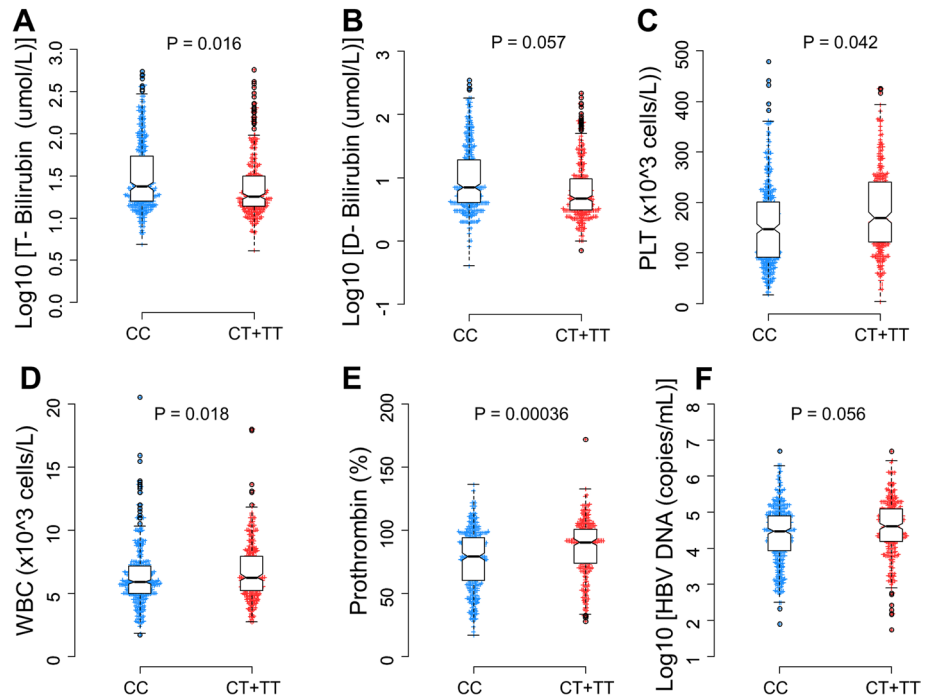 A
P = 0.016
Log10 [T- Bilirubin (umol/L)]
3.0
2.5
2.0
1.5
1.0
0.5
0.0
CC CT+TT
B
P = 0.057
Log10 [D- Bilirubin (umol/L)]
3
2
1
0
-1
CC CT+TT
C
P = 0.042
PLT (x10^3 cells/L))
500
400
300
200
100
0
CC CT+TT
D
P = 0.018
WBC (x10^3 cells/L)
20
15
10
5
0
CC CT+TT
E
P = 0.00036
Prothrombin (%)
200
150
100
50
0
CC CT+TT
F
P = 0.056
Log10 [HBV DNA (copies/mL)]
8
7
6
5
4
3
2
1
CC CT+TT